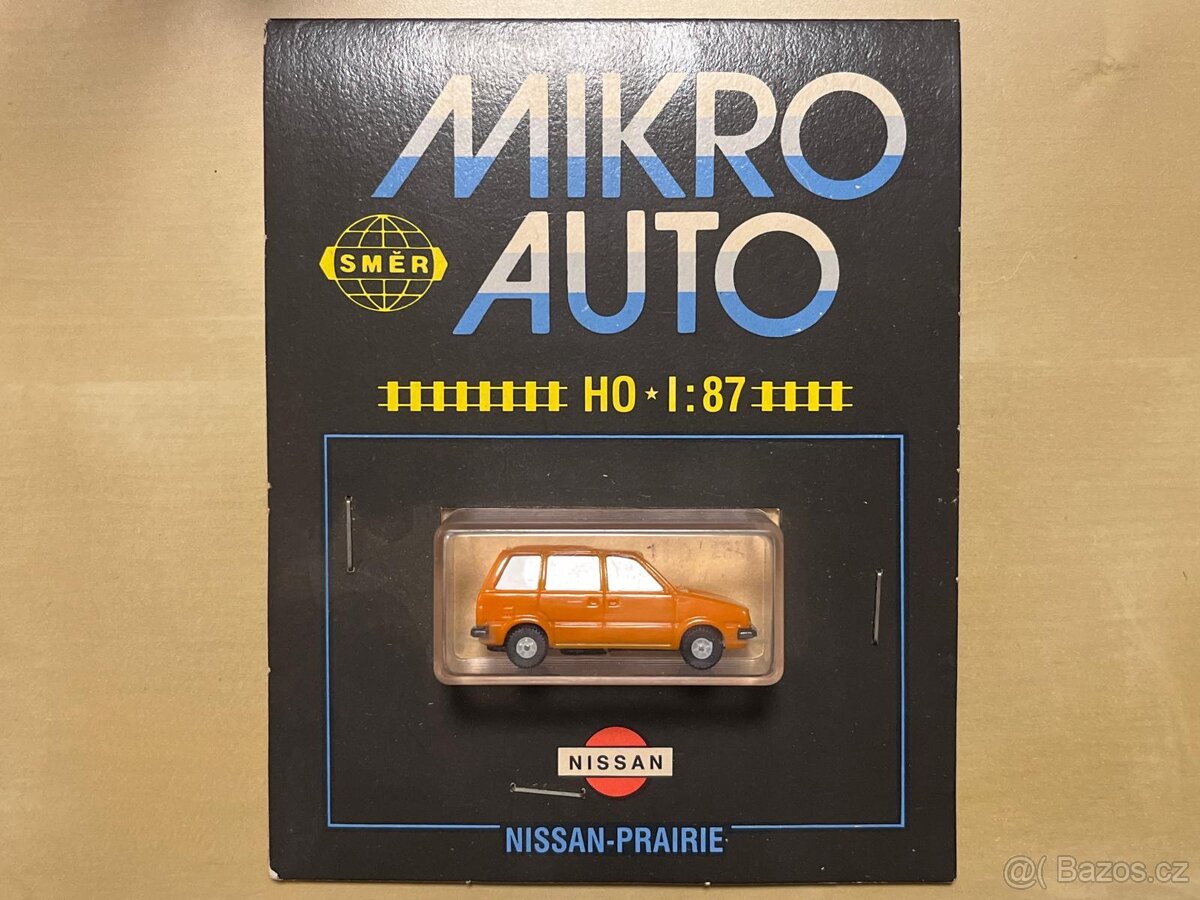 MIKRO
AUTO
SMĚR
HO ★ 1:87
NISSAN
NISSAN-PRAIRIE
@( Bazos.cz